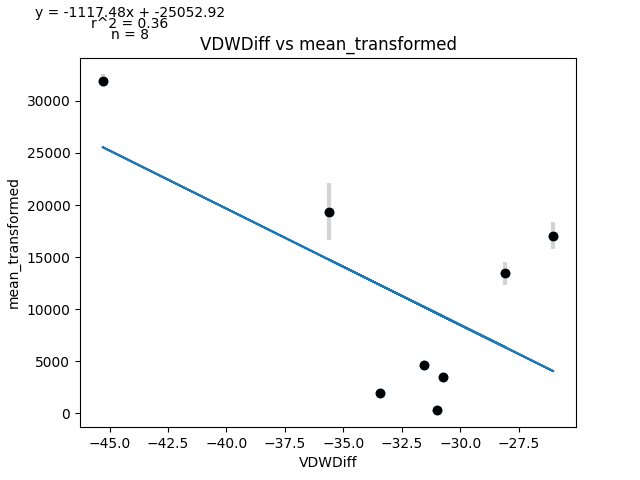 y = -1117.48x + -25052.92
r^2 = 0.36
n = 8
VDWDiff vs mean_transformed
mean_transformed
30000
25000
20000
15000
10000
5000
0
−45.0 −42.5 −40.0 −37.5 −35.0 −32.5 −30.0 −27.5
VDWDiff